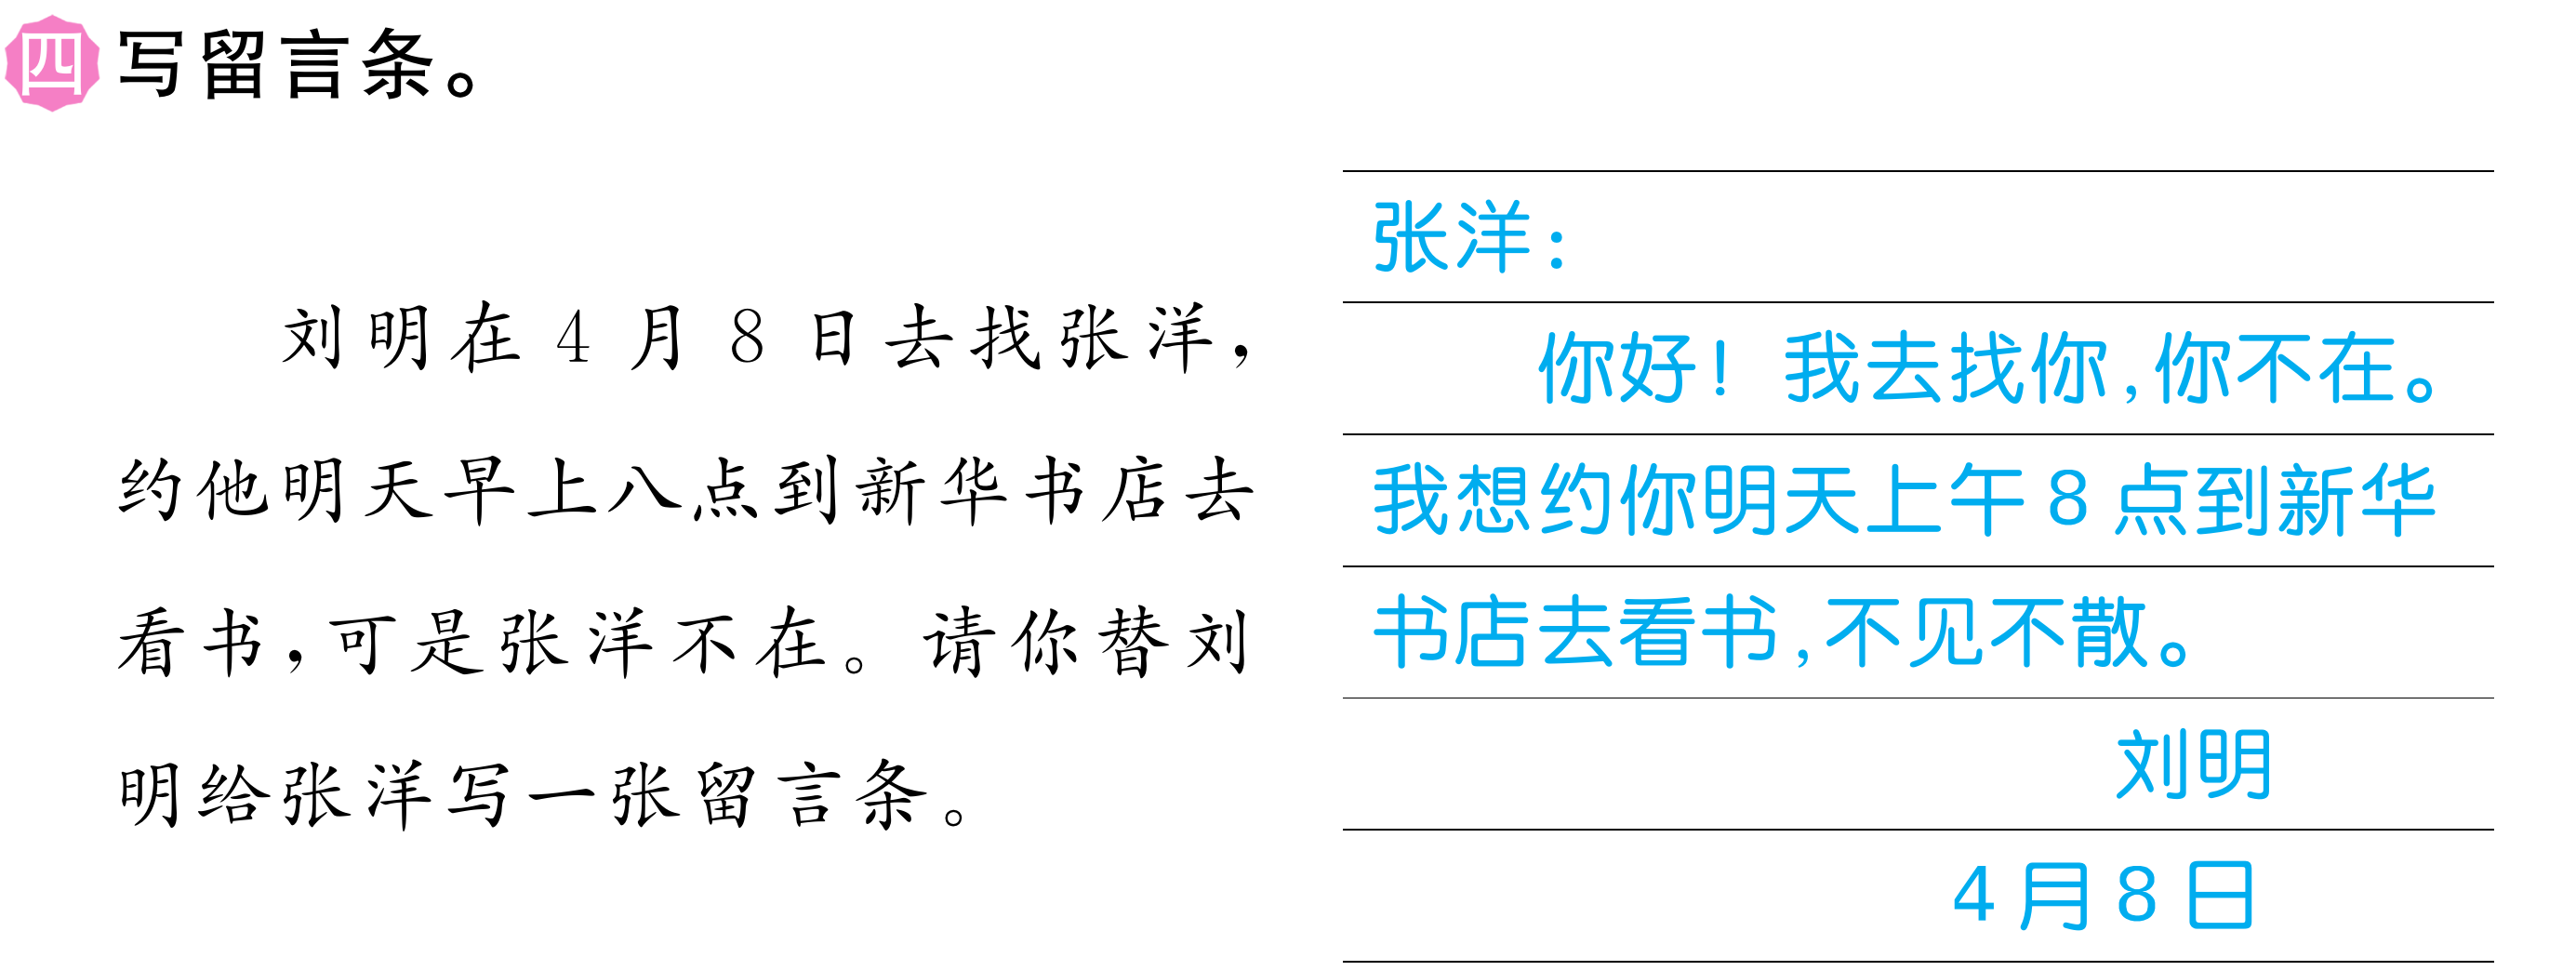 四 写留言条。
刘明在 4 月 8 日去找张洋，
约他明天早上八点到新华书店去
看书，可是张洋不在。请你替刘
明给张洋写一张留言条。
张洋：
你好！我去找你，你不在。
我想约你明天上午 8 点到新华
书店去看书，不见不散。
刘明
4 月 8 日